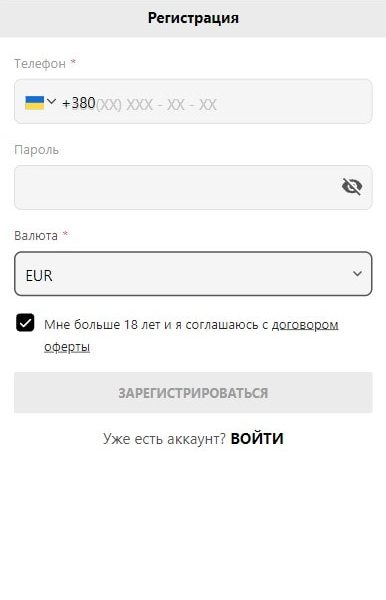 Регистрация
Телефон *
+380(XX) XXX - XX - XX
Пароль
Валюта *
EUR
Мне больше 18 лет и я соглашаюсь с договором
оферты
ЗАРЕГИСТРИРОВАТЬСЯ
Уже есть аккаунт? ВОЙТИ